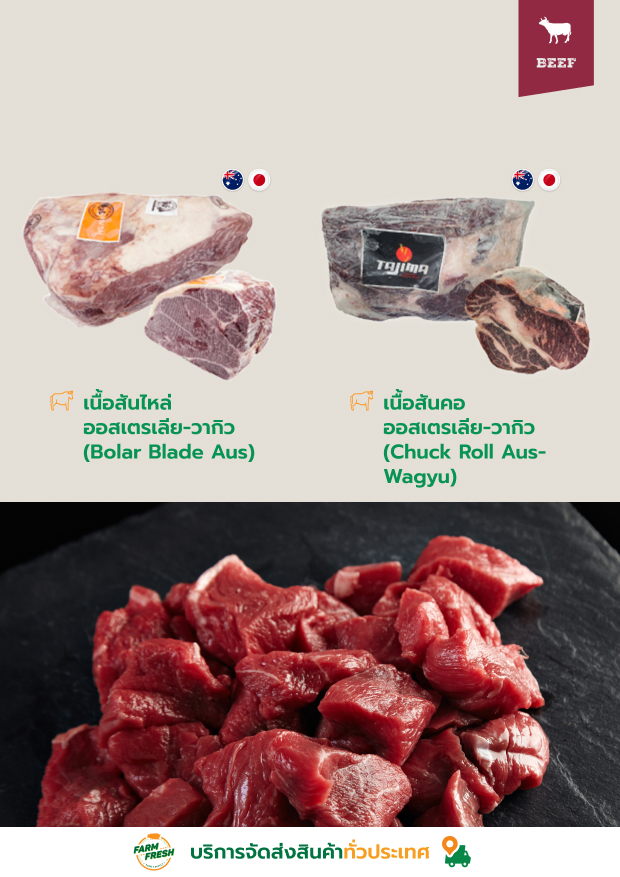 BEEF
TAJIMA
เนื้อสันไหล่
ออสเตรเลีย-วากิว
(Bolar Blade Aus)
เนื้อสันคอ
ออสเตรเลีย-วากิว
(Chuck Roll Aus-
Wagyu)
FARM
FRESH
บริการจัดส่งสินค้าทั่วประเทศ